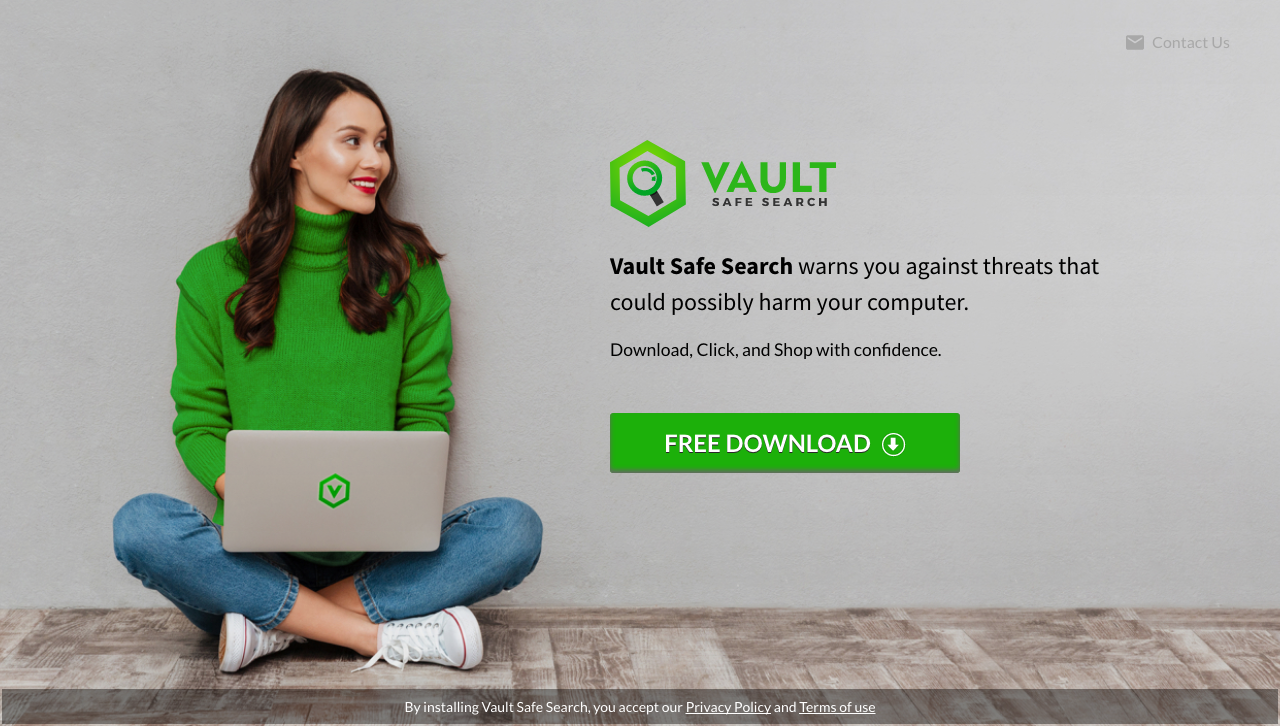 Contact Us
VAULT
SAFE SEARCH
Vault Safe Search warns you against threats that
could possibly harm your computer.
Download, Click, and Shop with confidence.
FREE DOWNLOAD
V
By installing Vault Safe Search, you accept our Privacy Policy and Terms of use